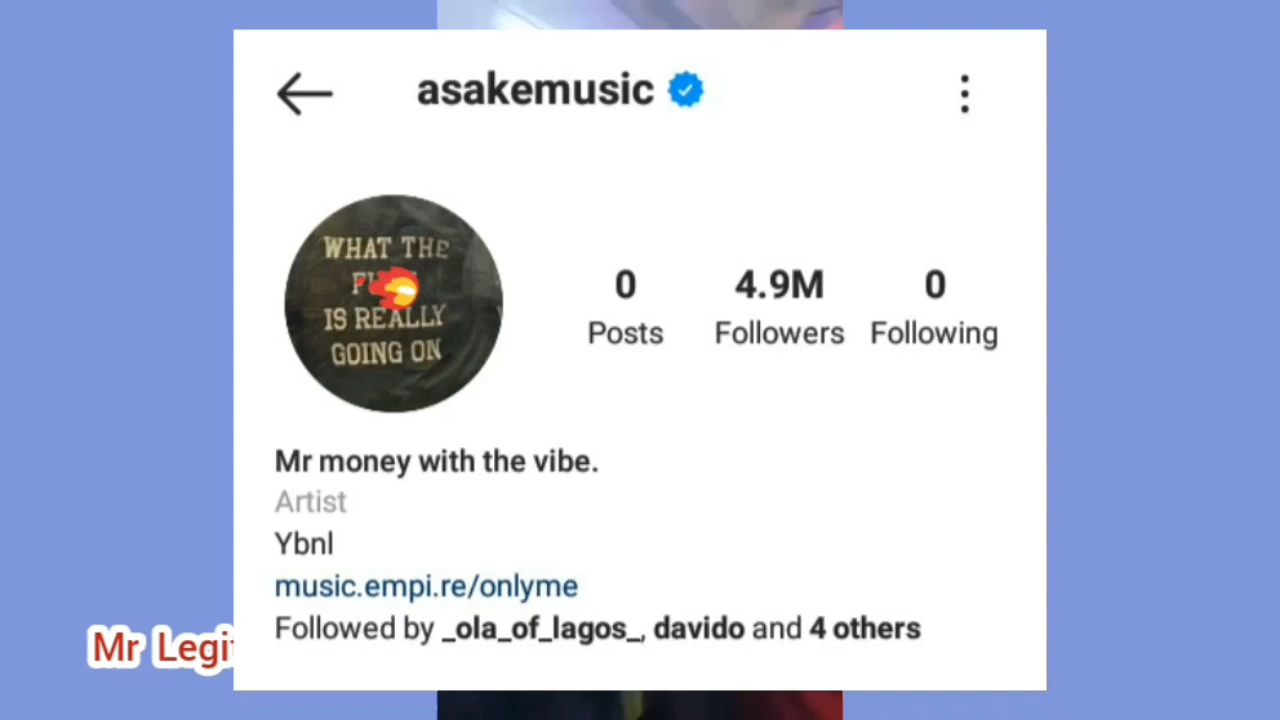 asakemusic
WHAT THE
IS REALLY
GOING ON
0
Posts
4.9M
Followers
0
Following
Mr money with the vibe.
Artist
Ybnl
music.empi.re/onlyme
Followed by _ola_of_lagos_, davido and 4 others
Mr Legi